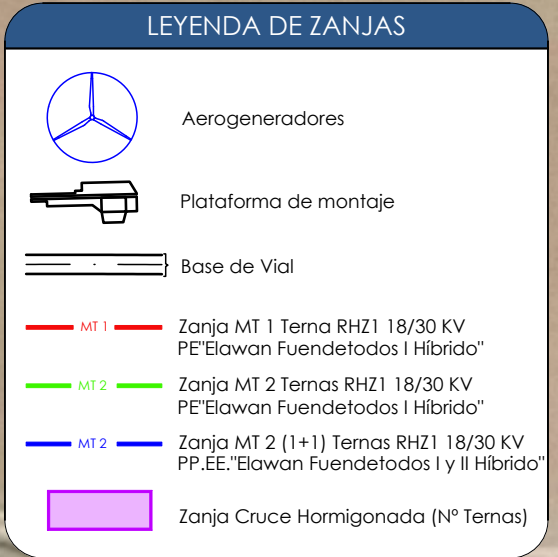 LEYENDA DE ZANJAS
Aerogeneradores
Plataforma de montaje
Base de Vial
MT 1
Zanja MT 1 Terna RHZ1 18/30 KV
PE"Elawan Fuendetodos I Híbrido"
MT 2
Zanja MT 2 Ternas RHZ1 18/30 KV
PE"Elawan Fuendetodos I Híbrido"
MT 2
Zanja MT 2 (1+1) Ternas RHZ1 18/30 KV
PP.EE."Elawan Fuendetodos I y II Híbrido"
Zanja Cruce Hormigonada (Nº Ternas)